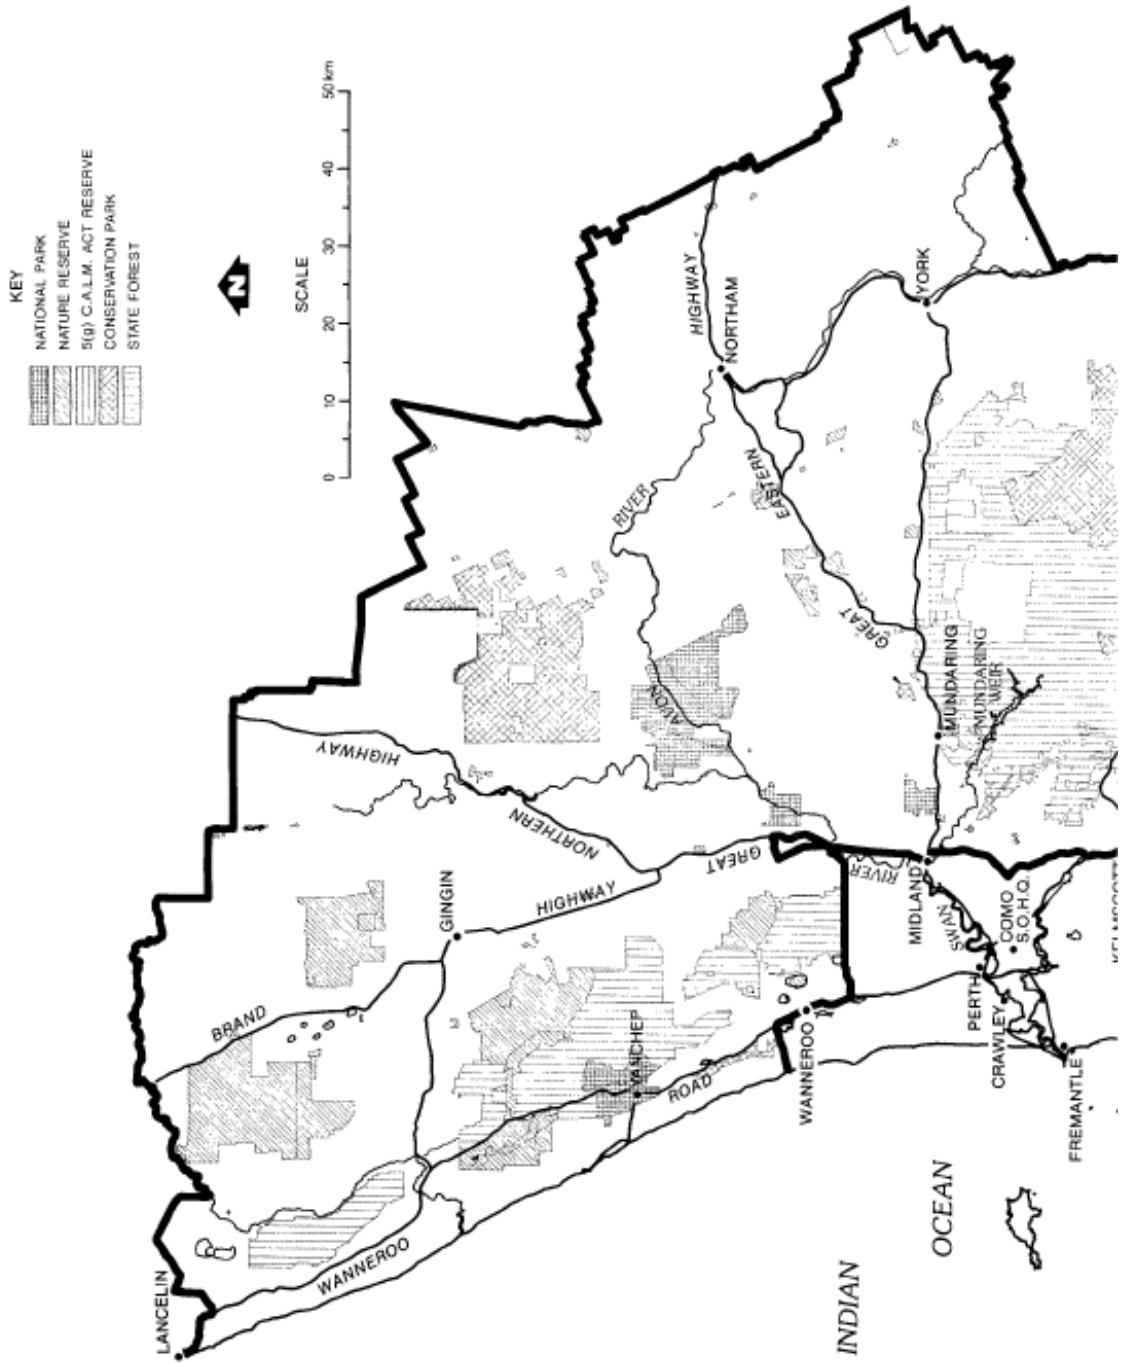 KEY
NATIONAL PARK
NATURE RESERVE
5(g) C.A.L.M. ACT RESERVE
CONSERVATION PARK
STATE FOREST
N
SCALE
0 10 20 30 40 50 km
LANCELIN
WANNEROO
ROAD
BRAND
HIGHWAY
GINGIN
GREAT
NORTHERN
HIGHWAY
YANCHEP
WANNEROO
AVON
RIVER
GREAT
EASTERN
HIGHWAY
NORTHAM
YORK
MUNDARING
MUNDARING
WEIR
MIDLAND
SWAN
RIVER
PERTH
COMO
S.O.H.Q.
CRAWLEY
FREMANTLE
INDIAN
OCEAN